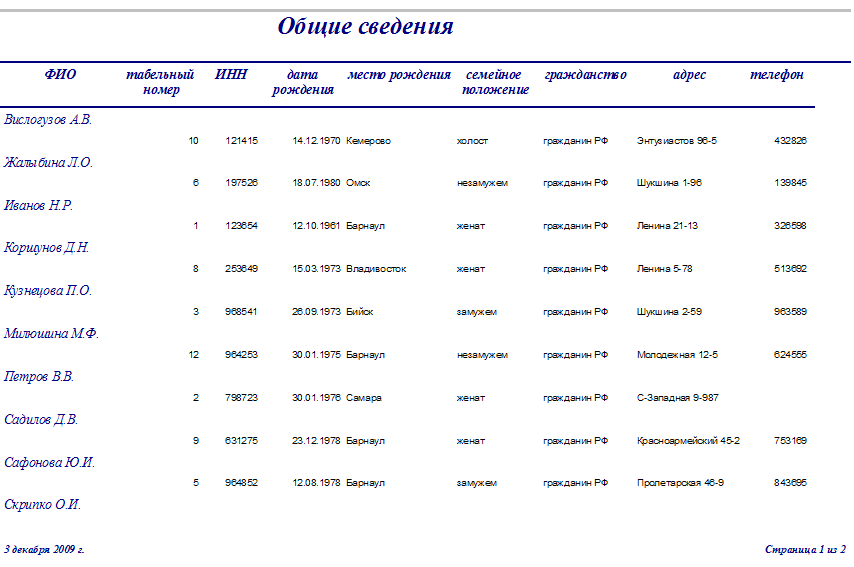 Общие сведения
ФИО табельный номер ИНН дата рождения место рождения семейное положение гражданство адрес телефон
Вислогузов А.В.
10 121415 14.12.1970 Кемерово холост гражданин РФ Энтузиастов 96-5 432826
Жалыбина Л.О.
6 197526 18.07.1980 Омск незамужем гражданин РФ Шукшина 1-96 139845
Иванов Н.Р.
1 123654 12.10.1961 Барнаул женат гражданин РФ Ленина 21-13 326598
Коршунов Д.Н.
8 253649 15.03.1973 Владивосток женат гражданин РФ Ленина 5-78 513692
Кузнецова П.О.
3 968541 26.09.1973 Бийск замужем гражданин РФ Шукшина 2-59 963589
Милюшина М.Ф.
12 964253 30.01.1975 Барнаул незамужем гражданин РФ Молодежная 12-5 624555
Петров В.В.
2 798723 30.01.1976 Самара женат гражданин РФ С-Западная 9-987
Садилов Д.В.
9 631275 23.12.1978 Барнаул женат гражданин РФ Красноармейский 45-2 753169
Сафонова Ю.И.
5 964852 12.08.1978 Барнаул замужем гражданин РФ Пролетарская 46-9 843695
Скрипко О.И.
3 декабря 2009 г. Страница 1 из 2